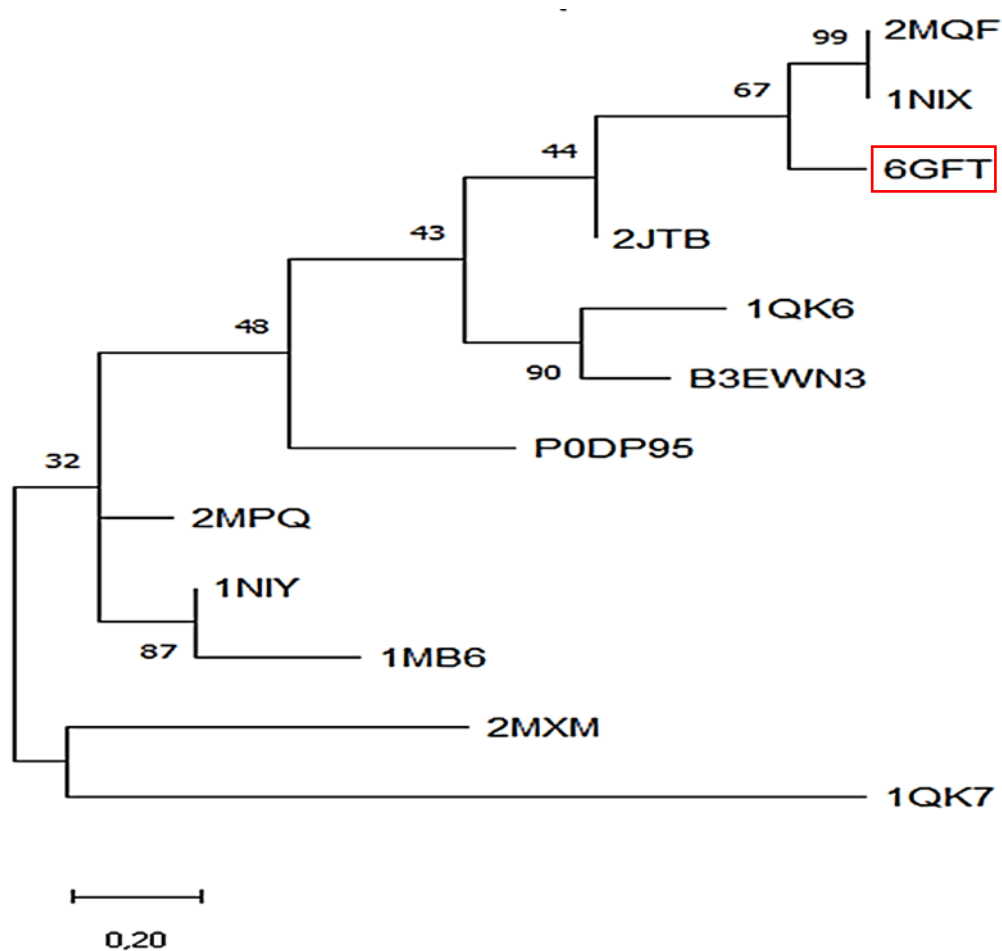 99
2MQF
1NIX
67
6GFT
44
2JTB
43
1QK6
90
B3EWN3
48
P0DP95
32
2MPQ
1NIY
87
1MB6
2MXM
1QK7
0,20